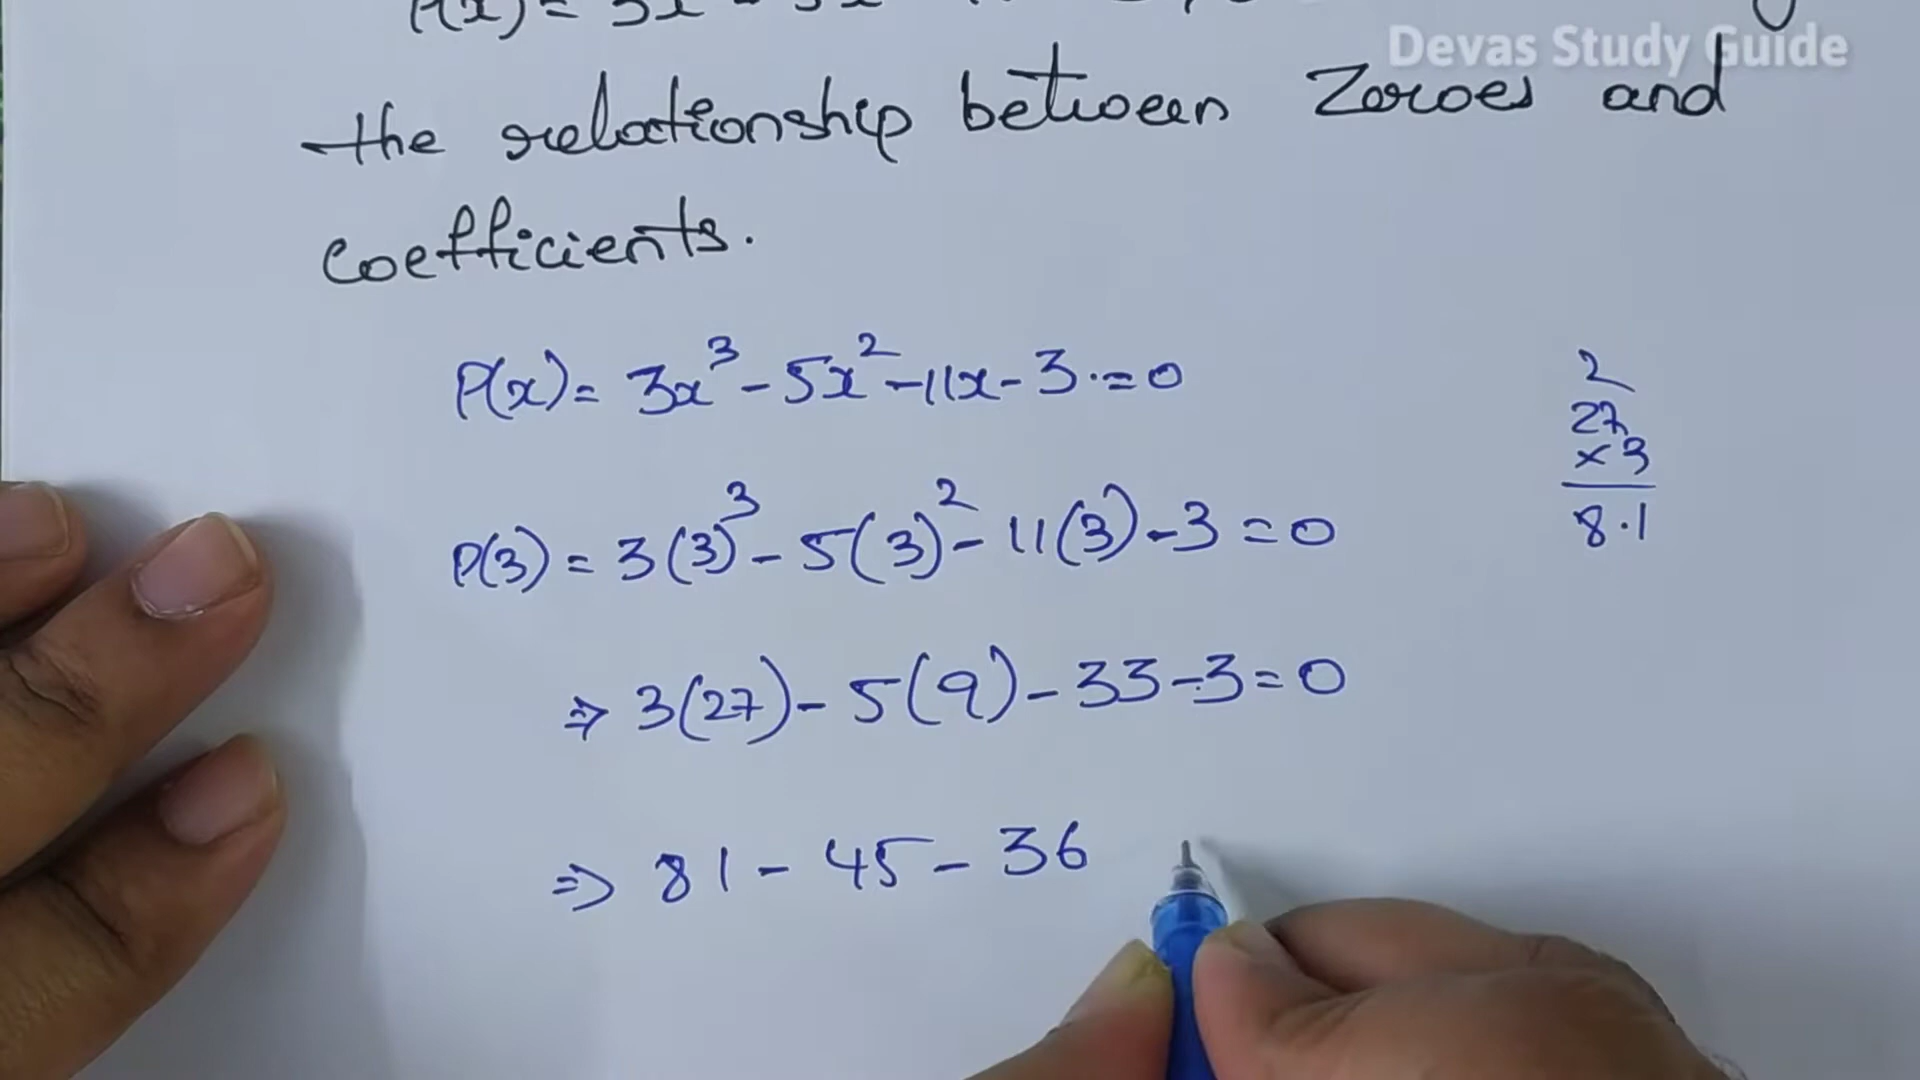 P(x) = 3x
Devas Study Guide
the relationship between Zeroes and
coefficients.
P(x) = 3x³ - 5x² - 11x - 3 = 0
2
27
× 3
81
P(3) = 3(3)³ - 5(3)² - 11(3) - 3 = 0
⇒ 3(27) - 5(9) - 33 - 3 = 0
⇒ 81 - 45 - 36